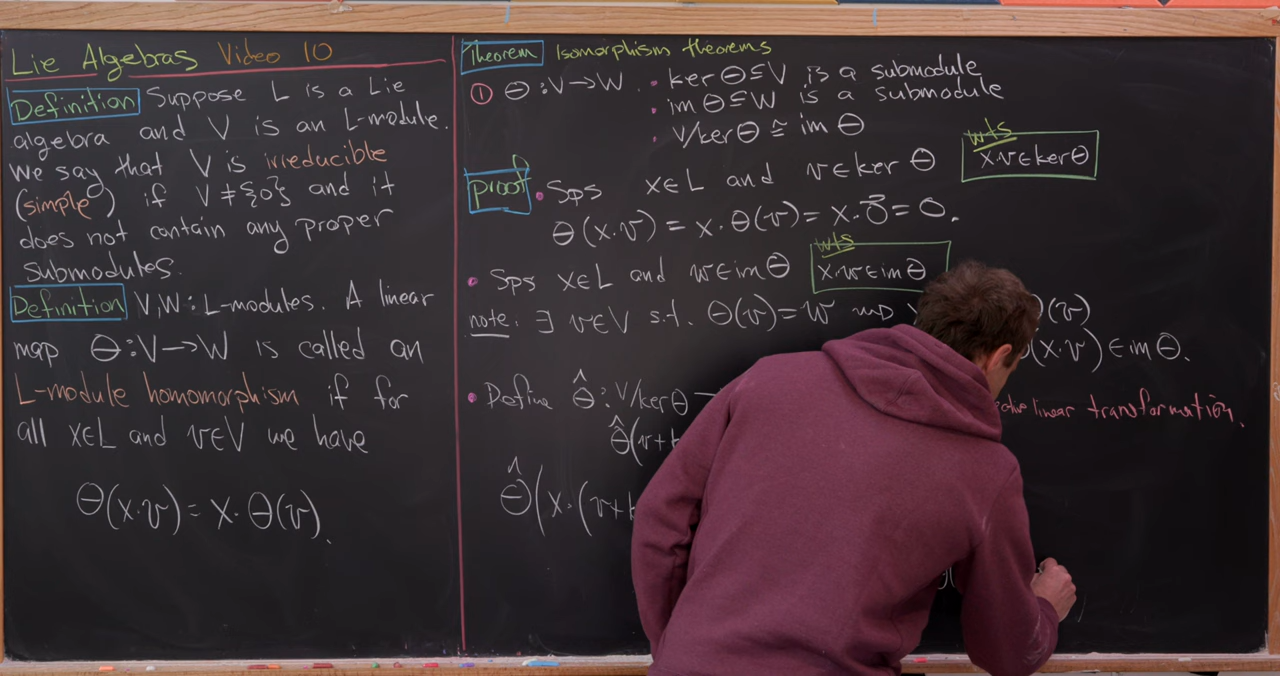 Lie Algebras Video 10
Definition Suppose L is a Lie
algebra and V is an L-module.
We say that V is irreducible
(simple) if V≠{0} and it
does not contain any proper
submodules.
Definition V,W: L-modules. A linear
map Θ:V→W is called an
L-module homomorphism if for
all x∈L and v∈V we have
Θ(x·v)=x·Θ(v).
Theorem Isomorphism theorems
① Θ:V→W · ker Θ⊆V is a submodule
· im Θ⊆W is a submodule
· V/ker Θ ≅ im Θ
Proof · Sps x∈L and v∈ker Θ
wts
x·v∈ker Θ
Θ(x·v)=x·Θ(v)=x·0⃗=0.
· Sps x∈L and w∈im Θ
wts
x·w∈im Θ
note: ∃ v∈V s.t. Θ(v)=w
(v)
(x·v)∈im Θ.
· Define Θ̂:V/ker Θ
linear transformation.
Θ̂(v+
Θ̂(x·(v+